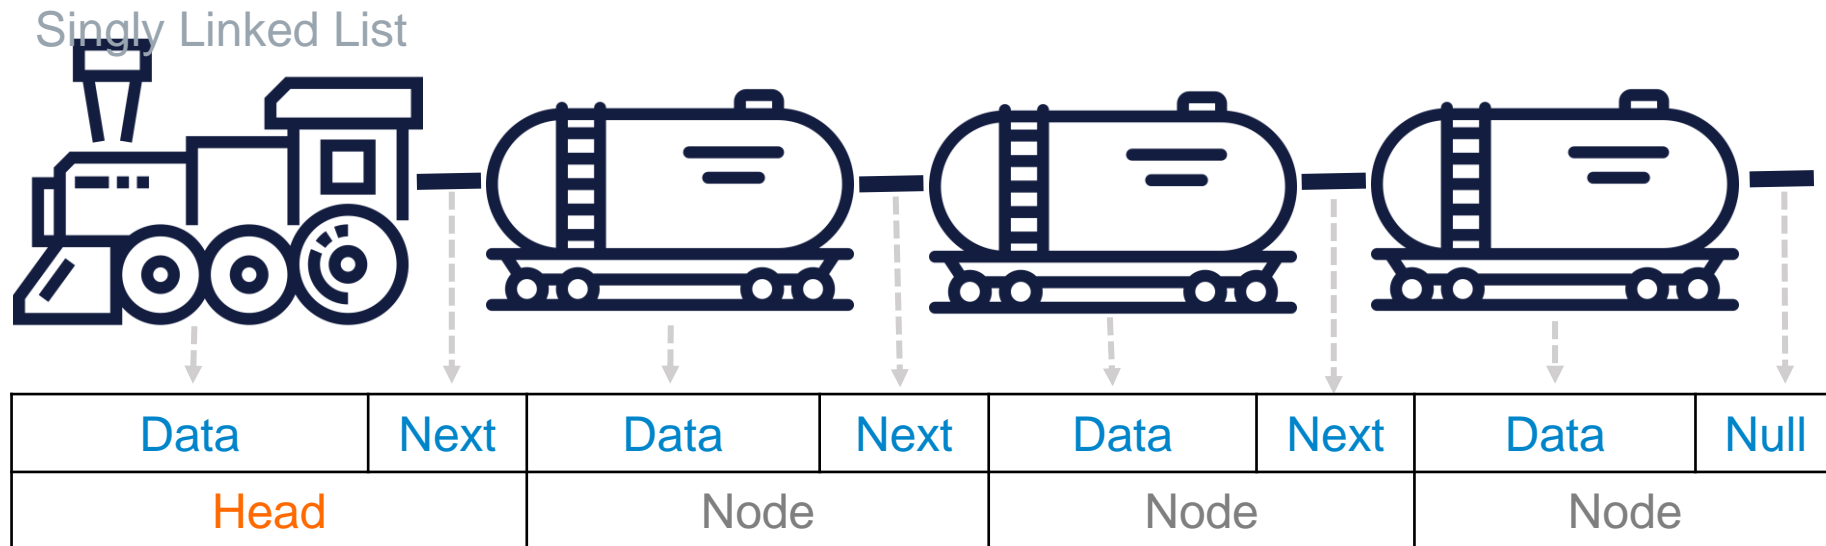 Singly Linked List
Data Next Data Next Data Next Data Null
Head Node Node Node